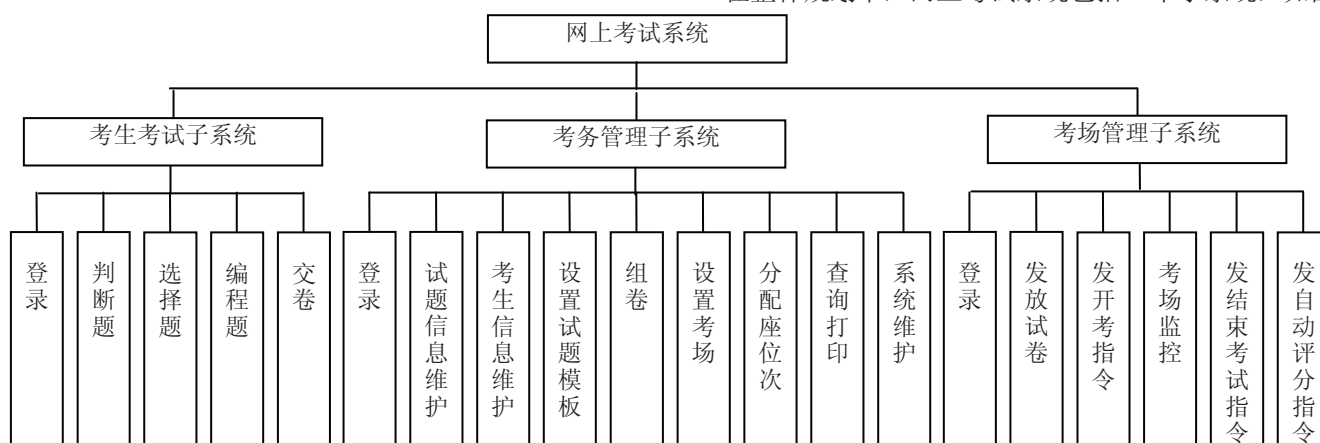 网上考试系统
考生考试子系统
考务管理子系统
考场管理子系统
登录
判断题
选择题
编程题
交卷
登录
试题信息维护
考生信息维护
设置试题模板
组卷
设置考场
分配座位次
查询打印
系统维护
登录
发放试卷
发开考指令
考场监控
发结束考试指令
发自动评分指令